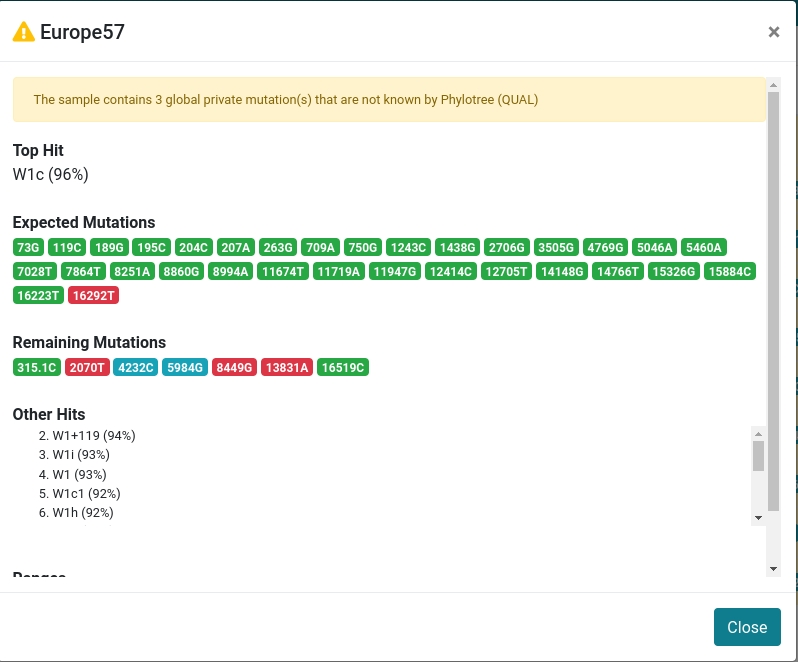 Europe57
×
The sample contains 3 global private mutation(s) that are not known by Phylotree (QUAL)
Top Hit
W1c (96%)
Expected Mutations
73G 119C 189G 195C 204C 207A 263G 709A 750G 1243C 1438G 2706G 3505G 4769G 5046A 5460A
7028T 7864T 8251A 8860G 8994A 11674T 11719A 11947G 12414C 12705T 14148G 14766T 15326G 15884C
16223T 16292T
Remaining Mutations
315.1C 2070T 4232C 5984G 8449G 13831A 16519C
Other Hits
2. W1+119 (94%)
3. W1i (93%)
4. W1 (93%)
5. W1c1 (92%)
6. W1h (92%)
Ranges
Close